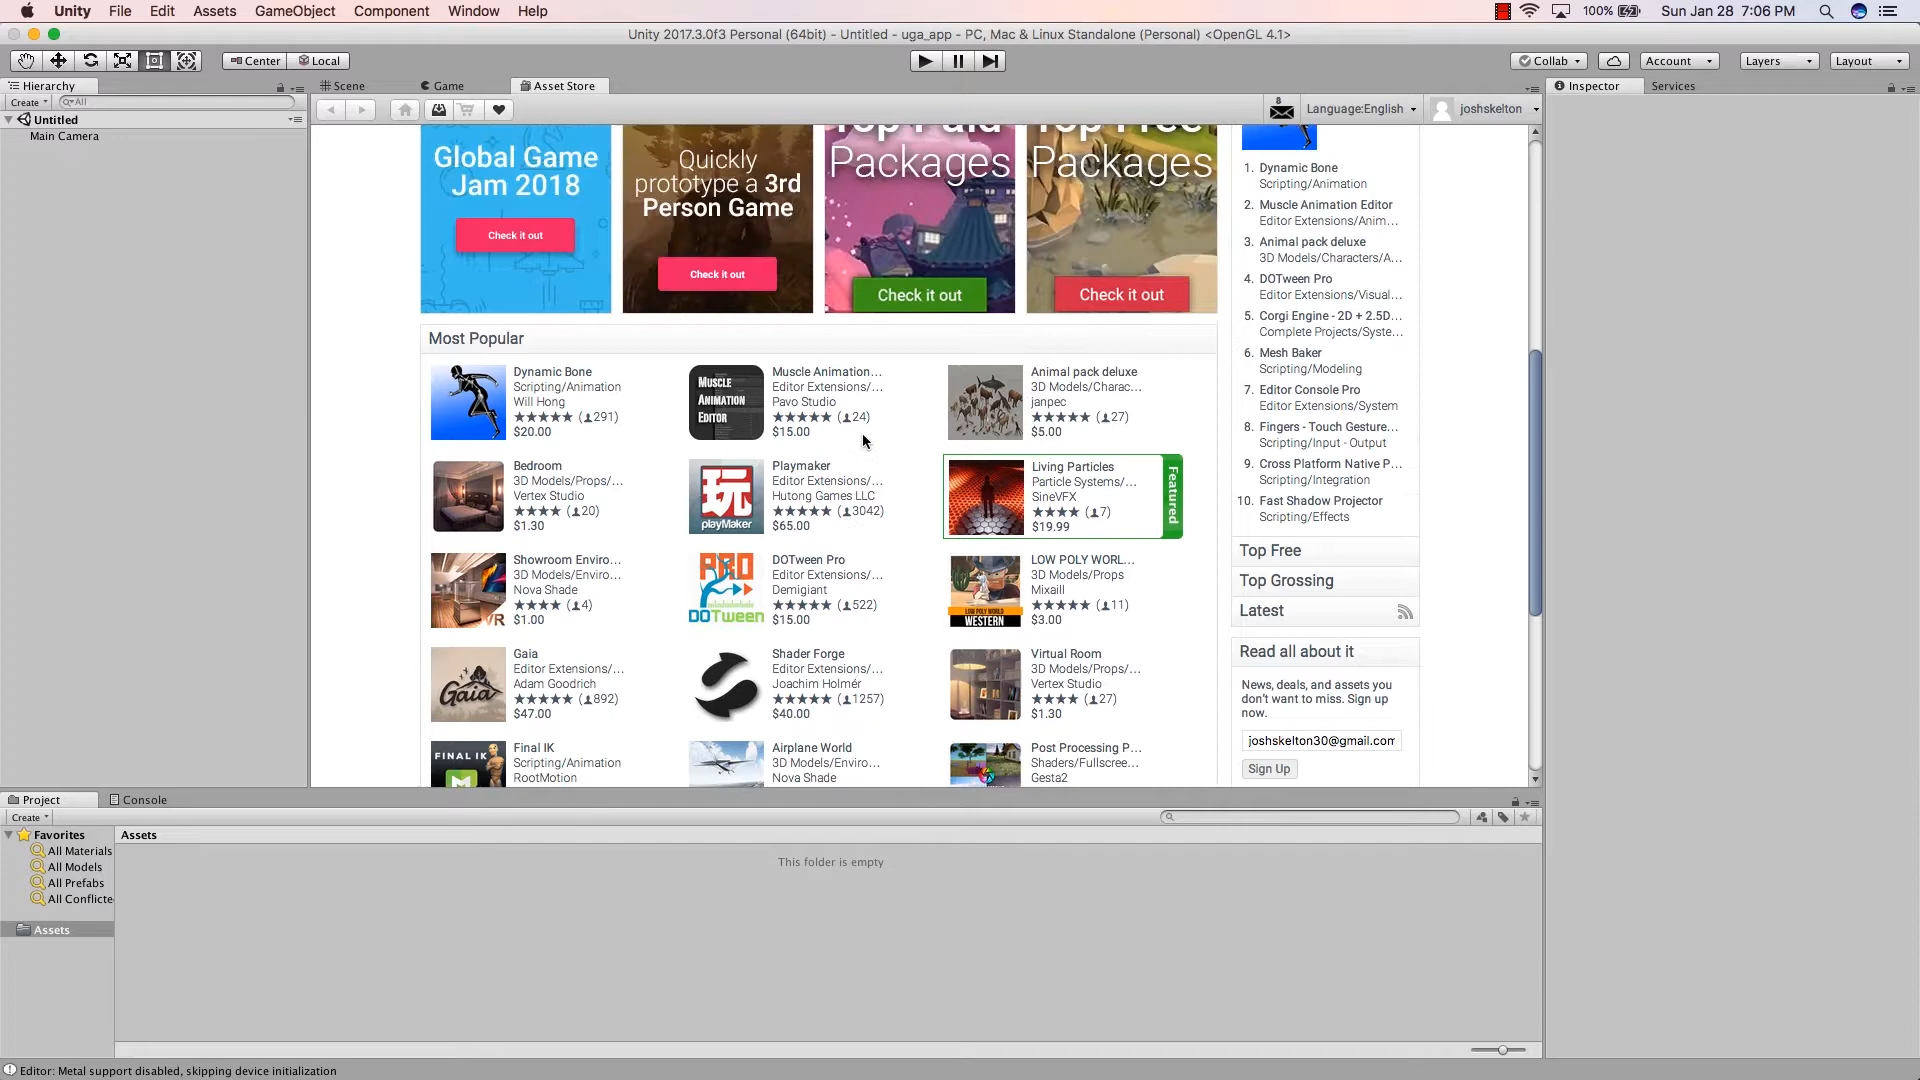 Unity File Edit Assets GameObject Component Window Help
100% Sun Jan 28 7:06 PM
Unity 2017.3.0f3 Personal (64bit) - Untitled - uga_app - PC, Mac & Linux Standalone (Personal) <OpenGL 4.1>
Center Local Collab Account Layers Layout
Hierarchy Scene Game Asset Store Inspector Services
Create All
8 Language:English joshskelton
Untitled
Main Camera
Global Game
Jam 2018
Check it out
Quickly
prototype a 3rd
Person Game
Check it out
Top Paid
Packages
Check it out
Top Free
Packages
Check it out
Most Popular
Dynamic Bone
Scripting/Animation
Will Hong
★★★★★ (291)
$20.00
MUSCLE
ANIMATION
EDITOR
Muscle Animation...
Editor Extensions/...
Pavo Studio
★★★★★ (24)
$15.00
Animal pack deluxe
3D Models/Charac...
janpec
★★★★★ (27)
$5.00
Bedroom
3D Models/Props/...
Vertex Studio
★★★★ (20)
$1.30
玩
playMaker
Playmaker
Editor Extensions/...
Hutong Games LLC
★★★★★ (3042)
$65.00
Living Particles
Particle Systems/...
SineVFX
★★★★ (7)
$19.99
Featured
VR
Showroom Enviro...
3D Models/Enviro...
Nova Shade
★★★★ (4)
$1.00
PRO
DOTween
DOTween Pro
Editor Extensions/...
Demigiant
★★★★★ (522)
$15.00
LOW POLY WORLD
WESTERN
LOW POLY WORL...
3D Models/Props
Mixaill
★★★★★ (11)
$3.00
Gaia
Gaia
Editor Extensions/...
Adam Goodrich
★★★★★ (892)
$47.00
Shader Forge
Editor Extensions/...
Joachim Holmér
★★★★★ (1257)
$40.00
Virtual Room
3D Models/Props/...
Vertex Studio
★★★★ (27)
$1.30
FINAL IK
Final IK
Scripting/Animation
RootMotion
Airplane World
3D Models/Enviro...
Nova Shade
Post Processing P...
Shaders/Fullscree...
Gesta2
1. Dynamic Bone
Scripting/Animation
2. Muscle Animation Editor
Editor Extensions/Anim...
3. Animal pack deluxe
3D Models/Characters/A...
4. DOTween Pro
Editor Extensions/Visual...
5. Corgi Engine - 2D + 2.5D...
Complete Projects/Syste...
6. Mesh Baker
Scripting/Modeling
7. Editor Console Pro
Editor Extensions/System
8. Fingers - Touch Gesture...
Scripting/Input - Output
9. Cross Platform Native P...
Scripting/Integration
10. Fast Shadow Projector
Scripting/Effects
Top Free
Top Grossing
Latest
Read all about it
News, deals, and assets you
don't want to miss. Sign up
now.
joshskelton30@gmail.com
Sign Up
Project Console
Create
Favorites
All Materials
All Models
All Prefabs
All Conflicte
Assets
Assets
This folder is empty
Editor: Metal support disabled, skipping device initialization